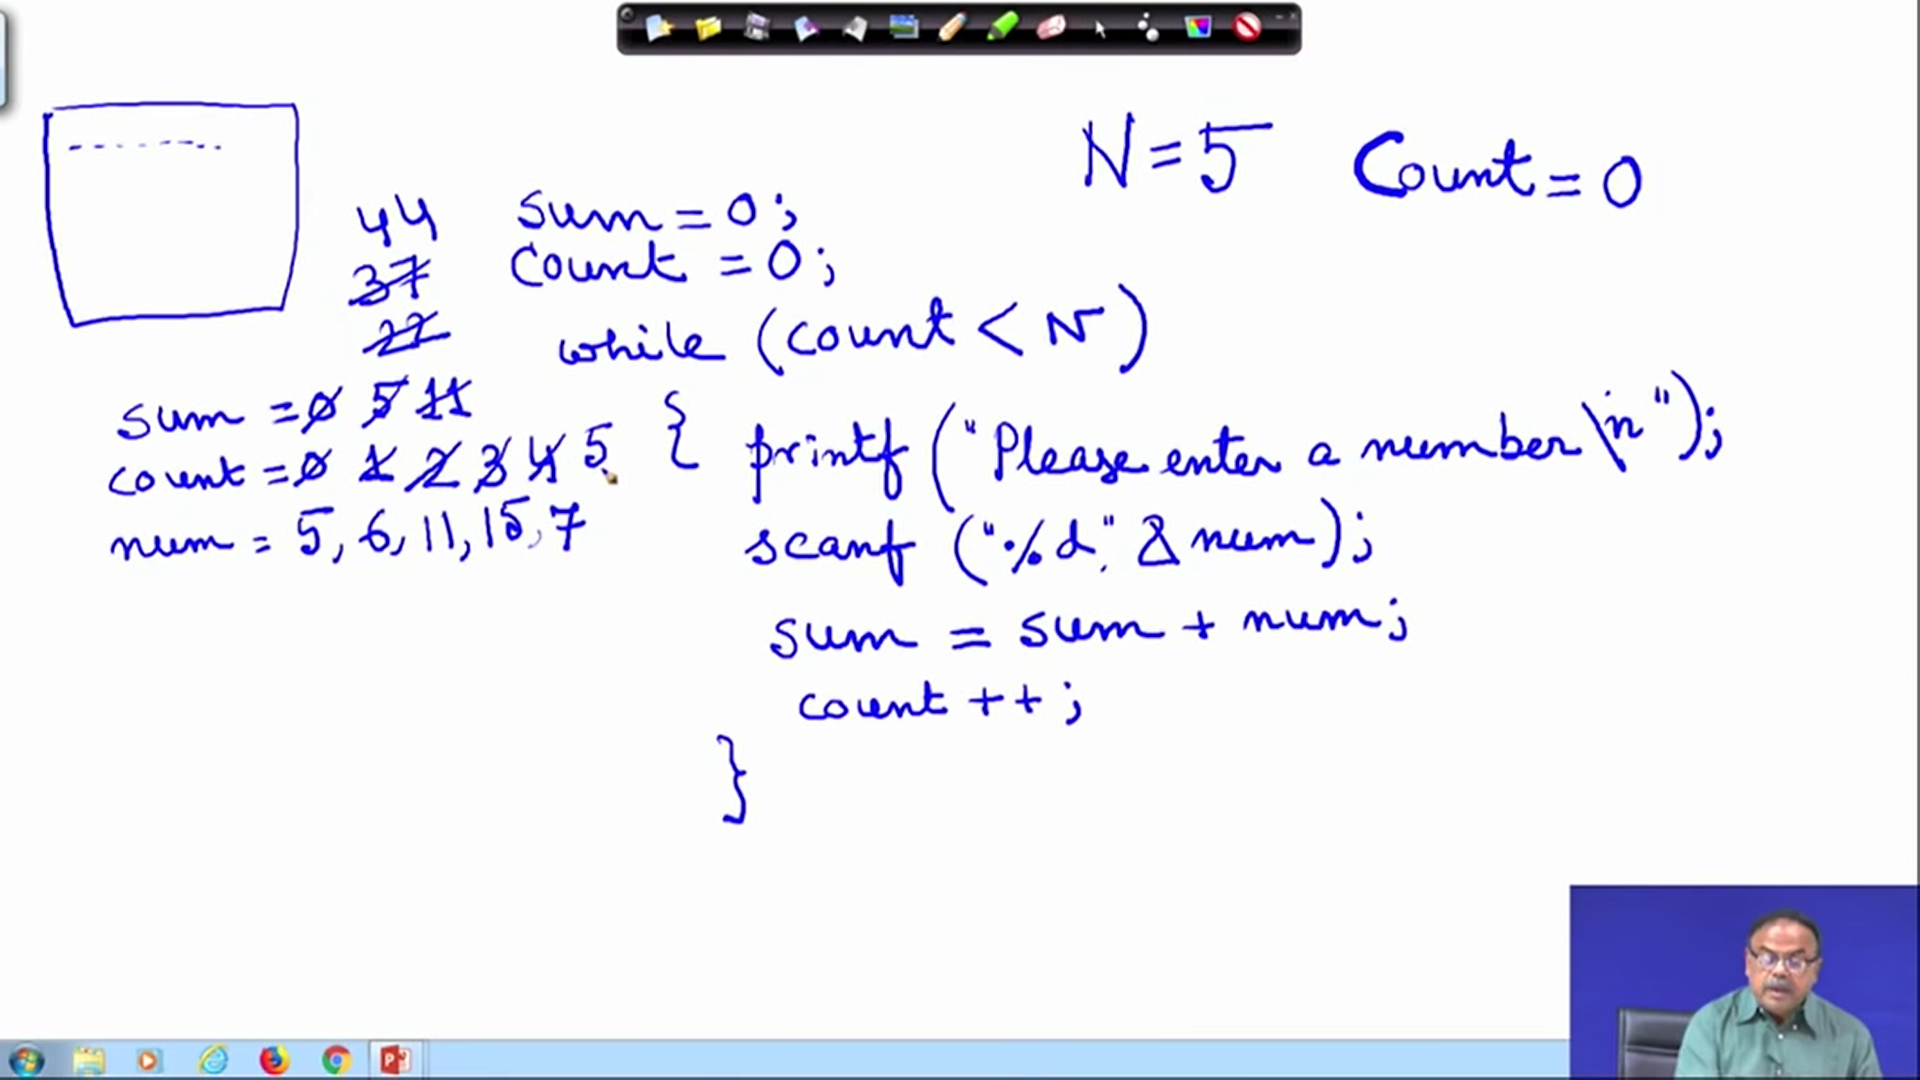 N = 5 Count = 0
44 sum = 0;
37 Count = 0;
22 while (count < N)
sum = 0 5 11
{ printf ("Please enter a number \n");
count = 0 1 2 3 4 5
num = 5, 6, 11, 15, 7
scanf ("%d," & num);
sum = sum + num;
count ++;
}